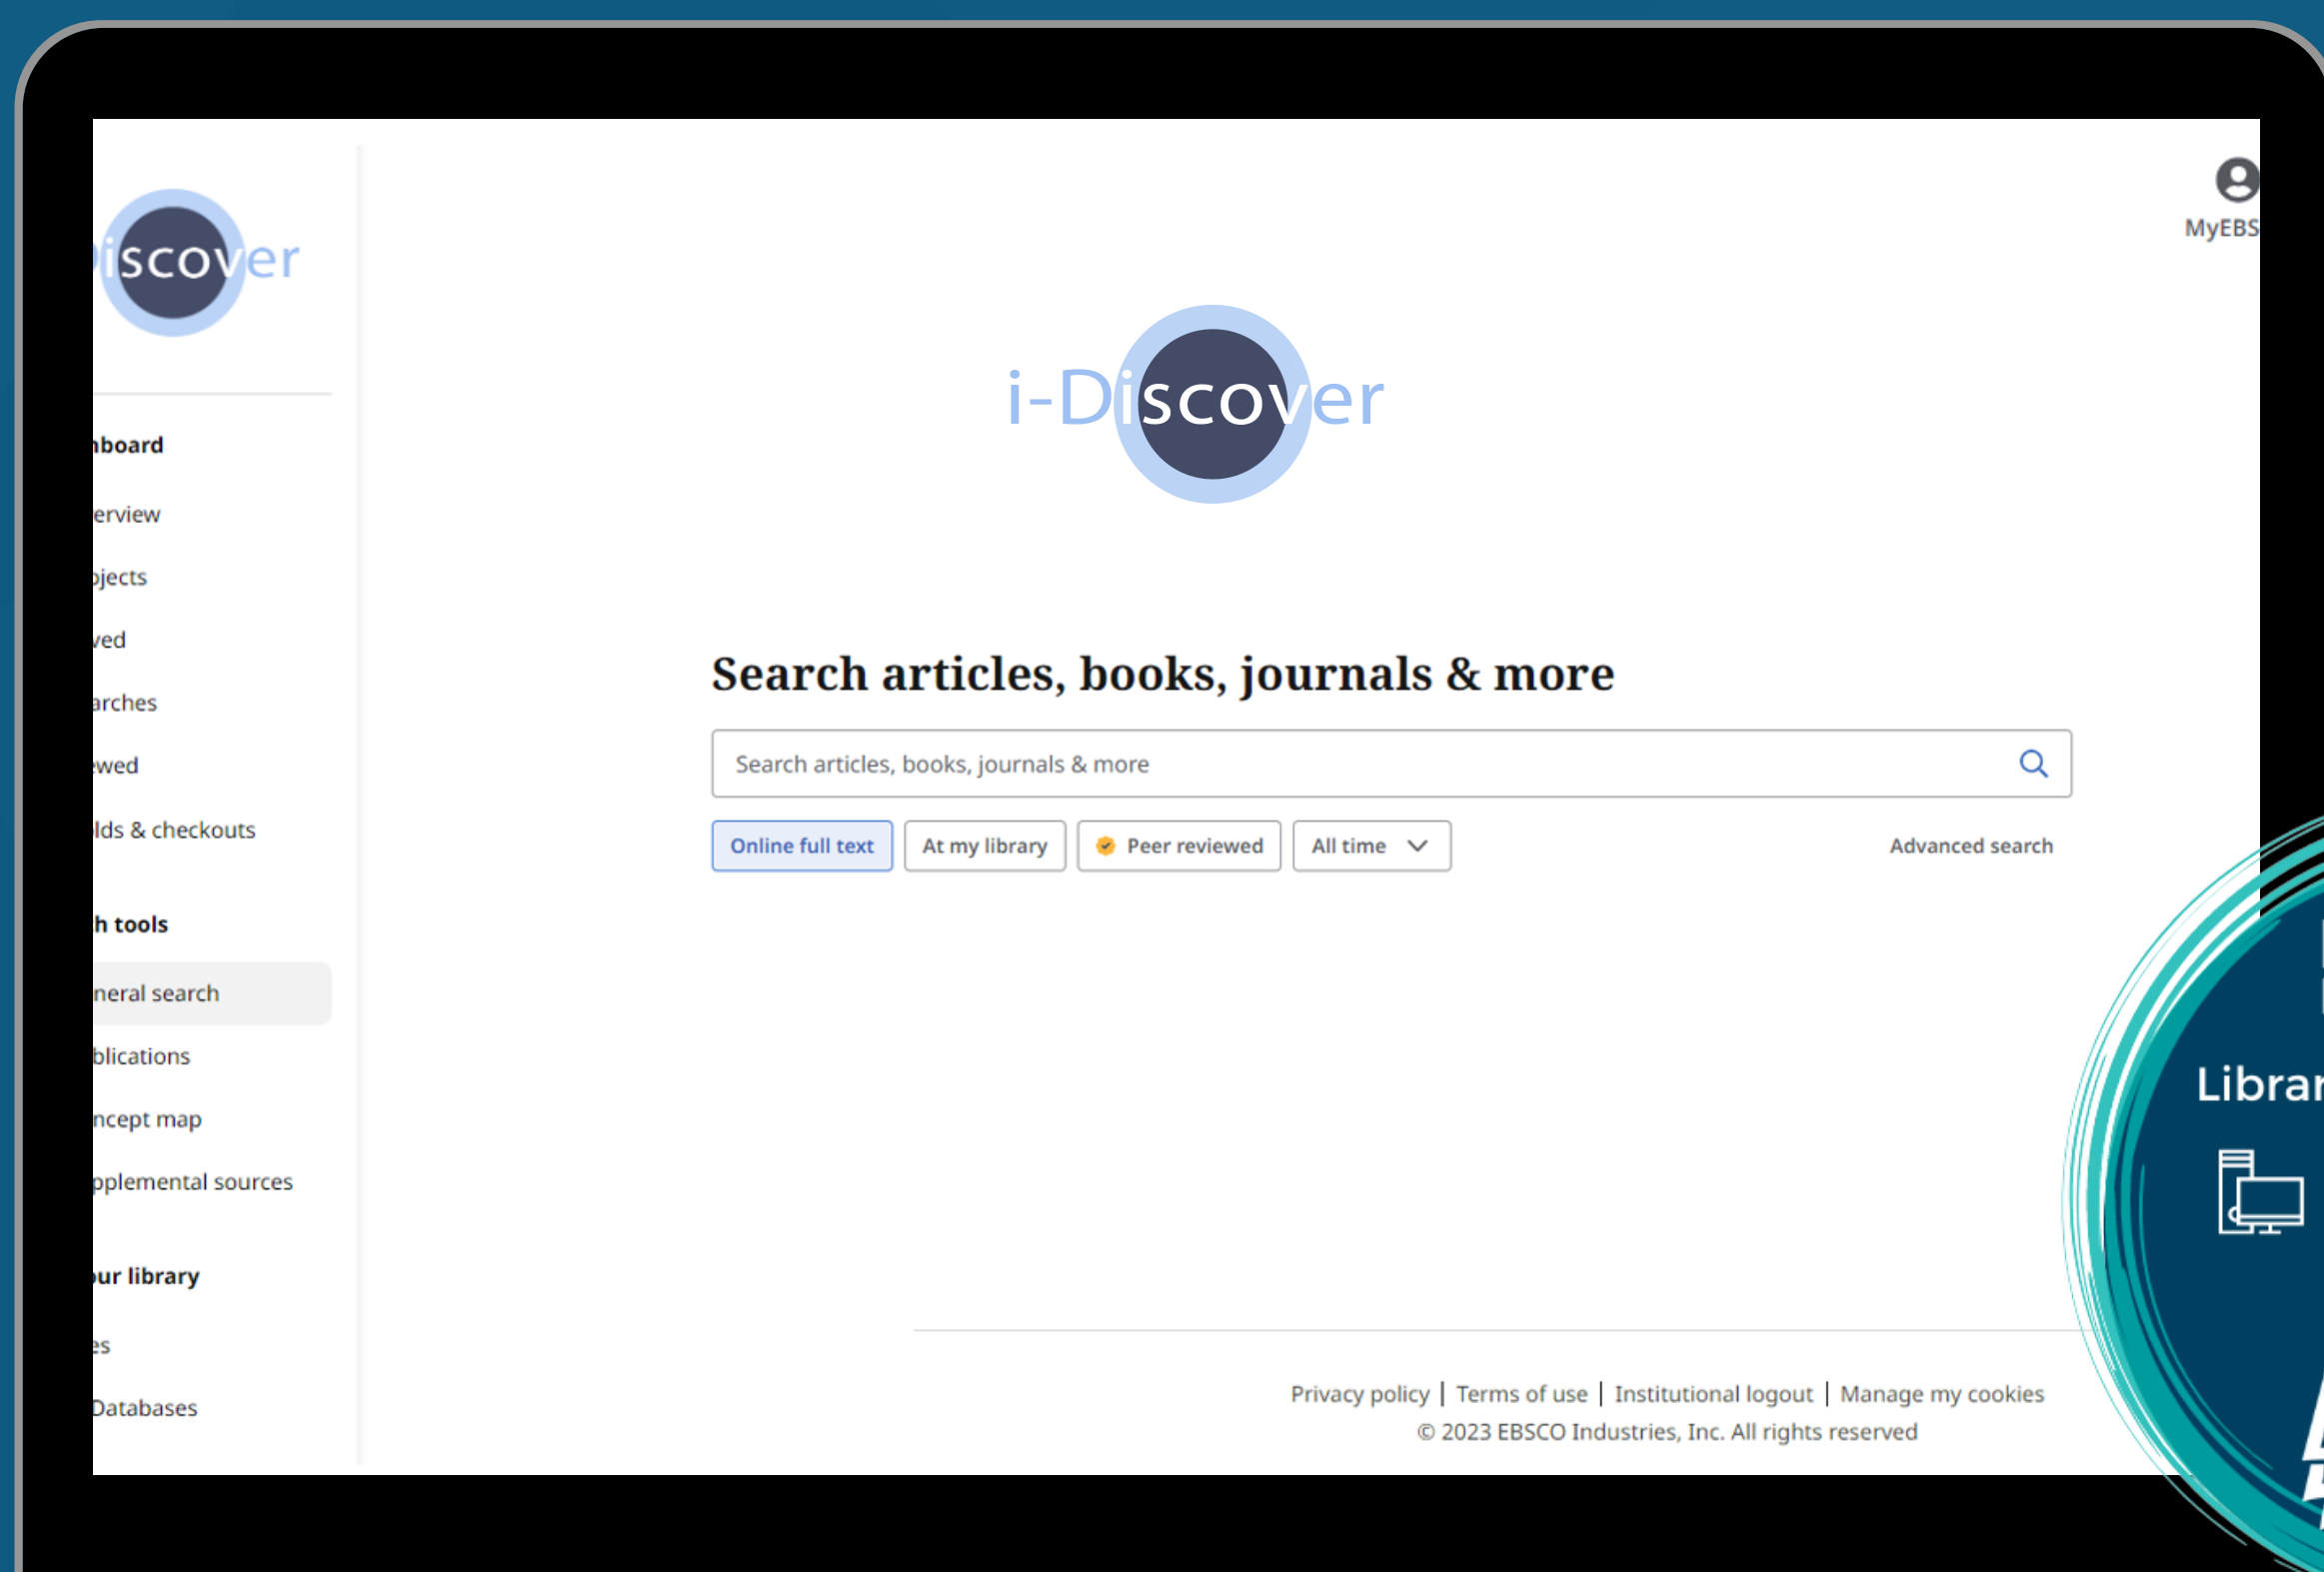 iscover
MyEBS
i-Discover
board
erview
jects
ved
arches
wed
lds & checkouts
h tools
neral search
blications
ncept map
pplemental sources
ur library
es
Databases
Search articles, books, journals & more
Search articles, books, journals & more
Online full text
At my library
Peer reviewed
All time
Advanced search
Librar
Privacy policy | Terms of use | Institutional logout | Manage my cookies
© 2023 EBSCO Industries, Inc. All rights reserved